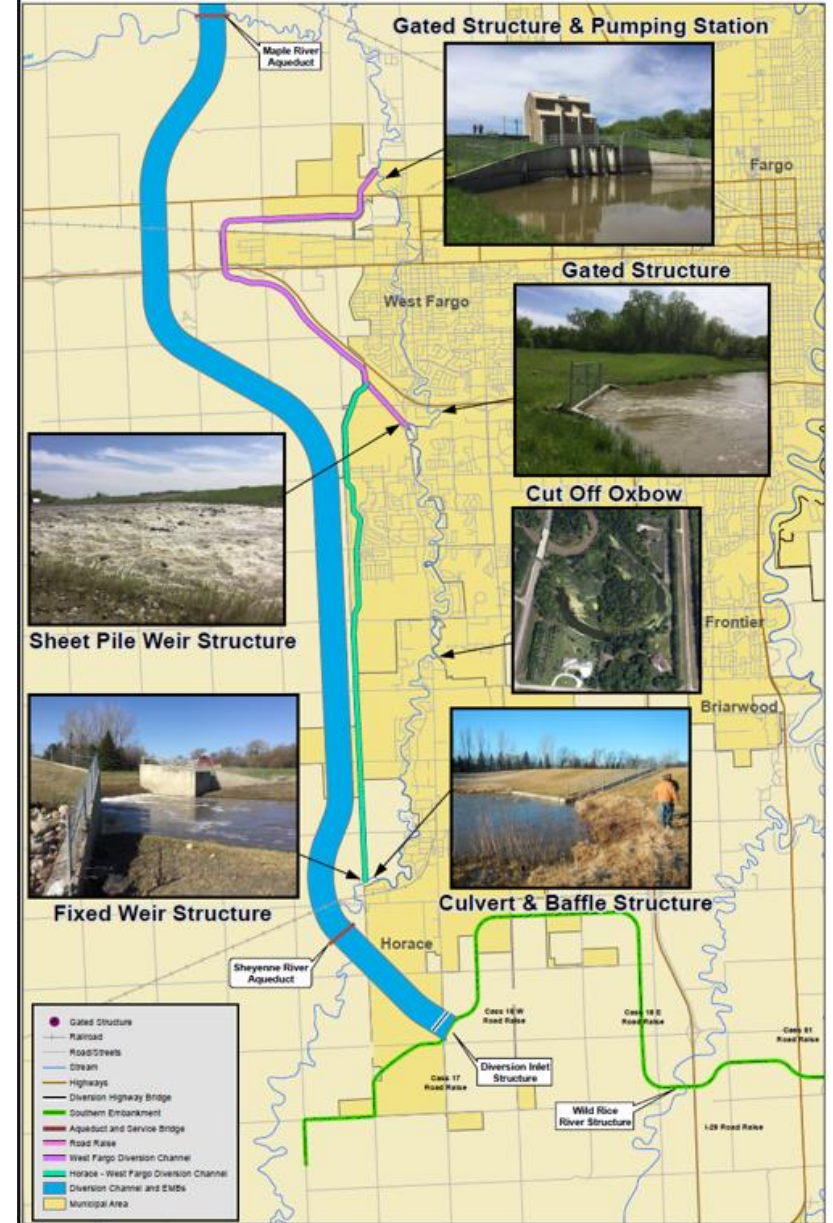 Gated Structure & Pumping Station
Maple River
Aqueduct
Fargo
Gated Structure
West Fargo
Cut Off Oxbow
Sheet Pile Weir Structure
Frontier
Briarwood
Fixed Weir Structure
Culvert & Baffle Structure
Horace
Sheyenne River
Aqueduct
Cass 16 W
Road Raise
Cass 16 E
Road Raise
Cass 81
Road Raise
Diversion Inlet
Structure
Cass 17
Road Raise
Wild Rice
River Structure
I-29 Road Raise
Gated Structure
Railroad
Road/Streets
Stream
Highways
Diversion Highway Bridge
Southern Embankment
Aqueduct and Service Bridge
Road Raise
West Fargo Diversion Channel
Horace - West Fargo Diversion Channel
Diversion Channel and EMBs
Municipal Area